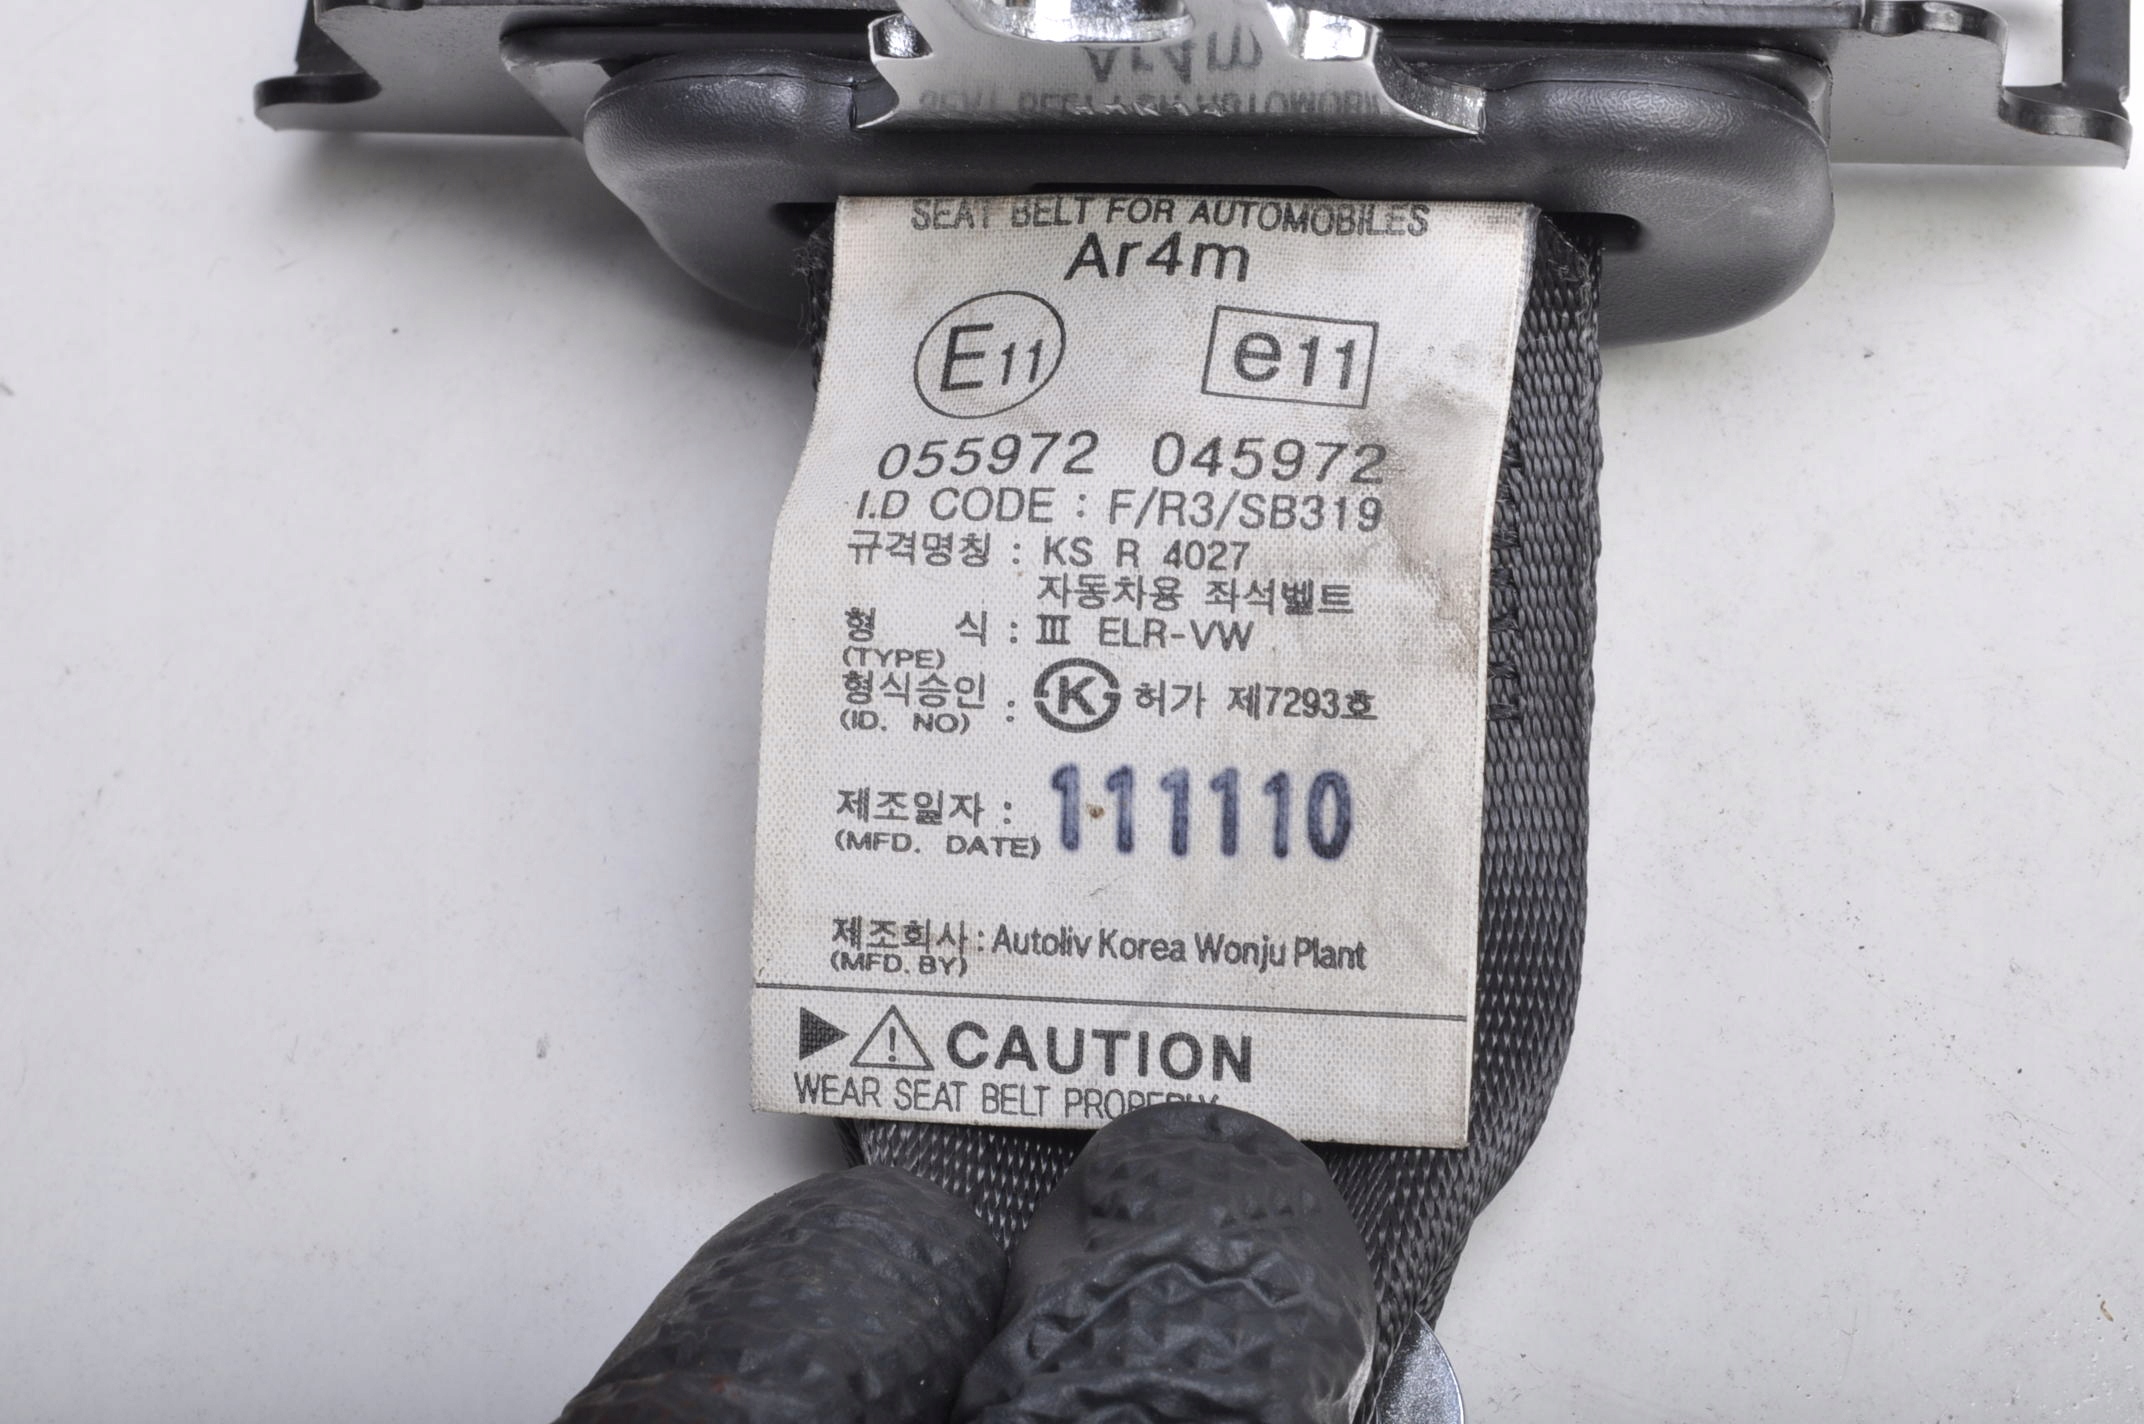 SEAT BELT FOR AUTOMOBILES
Ar4m
E11 e11
055972 045972
I.D CODE : F/R3/SB319
규격명칭 : KS R 4027
자동차용 좌석벨트
형 식 : III ELR-VW
(TYPE)
형식승인 : K 허가 제7293호
(ID. NO)
제조일자 : 111110
(MFD. DATE)
제조회사 : Autoliv Korea Wonju Plant
(MFD. BY)
CAUTION
WEAR SEAT BELT PROPERLY